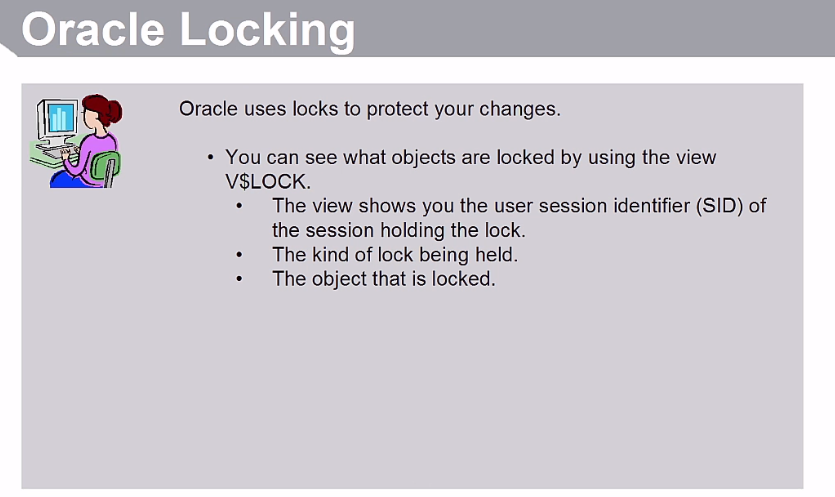 Oracle Locking
Oracle uses locks to protect your changes.
• You can see what objects are locked by using the view
V$LOCK.
• The view shows you the user session identifier (SID) of
the session holding the lock.
• The kind of lock being held.
• The object that is locked.